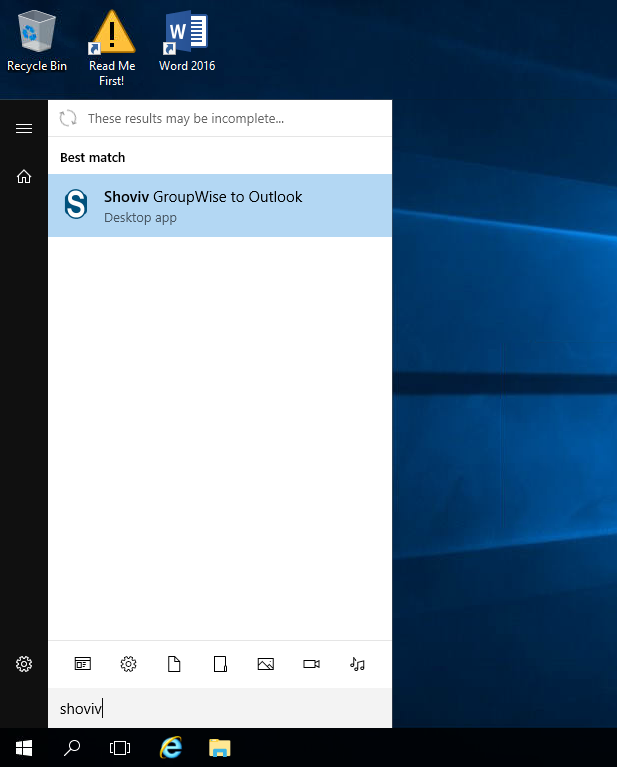 Recycle Bin
Read Me
First!
Word 2016
These results may be incomplete...
Best match
Shoviv GroupWise to Outlook
Desktop app
shoviv